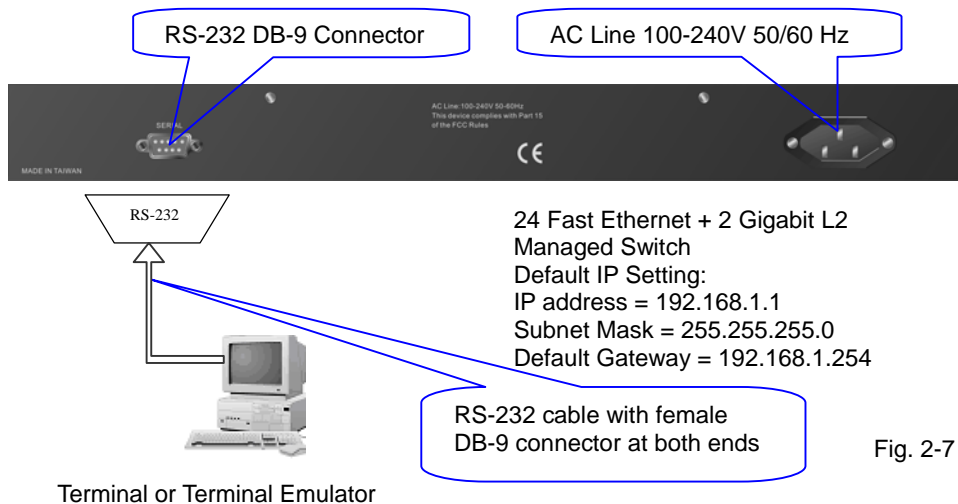 RS-232 DB-9 Connector
AC Line 100-240V 50/60 Hz
SERIAL
AC Line:100-240V 50-60Hz
This device complies with Part 15
of the FCC Rules
CE
MADE IN TAIWAN
RS-232
24 Fast Ethernet + 2 Gigabit L2
Managed Switch
Default IP Setting:
IP address = 192.168.1.1
Subnet Mask = 255.255.255.0
Default Gateway = 192.168.1.254
RS-232 cable with female
DB-9 connector at both ends
Fig. 2-7
Terminal or Terminal Emulator